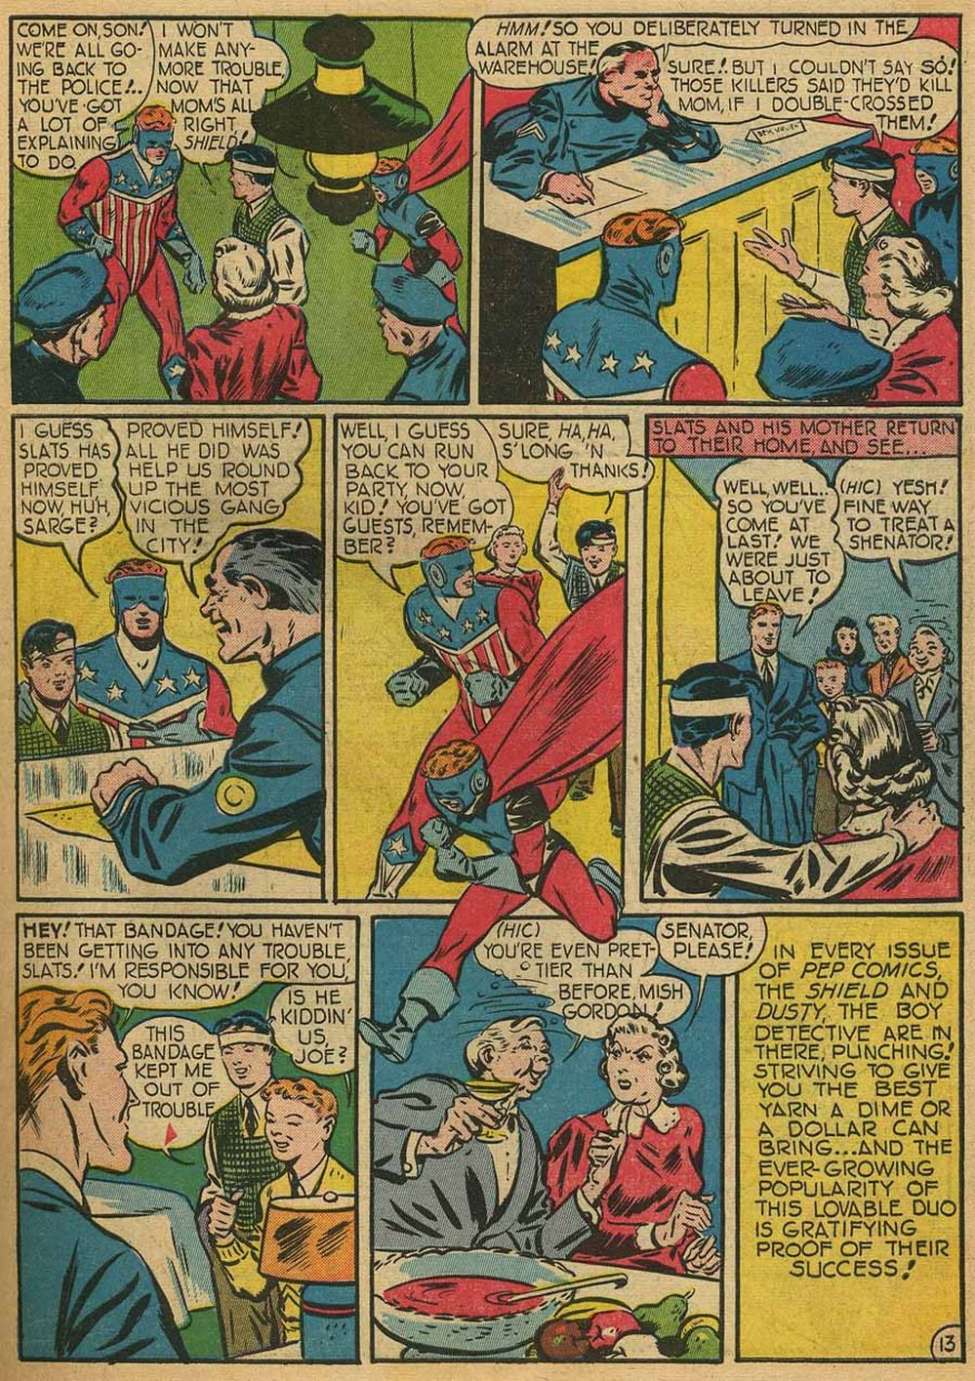 COME ON, SON!
WE'RE ALL GO-
ING BACK TO
THE POLICE!..
YOU'VE GOT
A LOT OF
EXPLAINING
TO DO
I WON'T
MAKE ANY-
MORE TROUBLE,
NOW THAT
MOM'S ALL
RIGHT,
SHIELD!
HMM! SO YOU DELIBERATELY TURNED IN THE
ALARM AT THE
WAREHOUSE!
SURE!. BUT I COULDN'T SAY SO!
THOSE KILLERS SAID THEY'D KILL
MOM, IF I DOUBLE-CROSSED
THEM!
I GUESS
SLATS HAS
PROVED
HIMSELF
NOW, HUH,
SARGE?
PROVED HIMSELF!
ALL HE DID WAS
HELP US ROUND
UP THE MOST
VICIOUS GANG
IN THE
CITY!
WELL, I GUESS
YOU CAN RUN
BACK TO YOUR
PARTY, NOW,
KID! YOU'VE GOT
GUESTS, REMEM-
BER?
SURE, HA, HA,
S'LONG 'N
THANKS!
SLATS AND HIS MOTHER RETURN
TO THEIR HOME, AND SEE...
WELL, WELL..
SO YOU'VE
COME AT
LAST! WE
WERE JUST
ABOUT TO
LEAVE!
(HIC) YESH!
FINE WAY
TO TREAT A
SHENATOR!
HEY! THAT BANDAGE! YOU HAVEN'T
BEEN GETTING INTO ANY TROUBLE,
SLATS! I'M RESPONSIBLE FOR YOU,
YOU KNOW!
THIS
BANDAGE
KEPT ME
OUT OF
TROUBLE
IS HE
KIDDIN'
US,
JOE?
(HIC)
YOU'RE EVEN PRET-
TIER THAN
BEFORE, MISH
GORDON!
SENATOR,
PLEASE!
IN EVERY ISSUE
OF PEP COMICS,
THE SHIELD AND
DUSTY, THE BOY
DETECTIVE ARE IN
THERE, PUNCHING!
STRIVING TO GIVE
YOU THE BEST
YARN A DIME OR
A DOLLAR CAN
BRING...AND THE
EVER-GROWING
POPULARITY OF
THIS LOVABLE DUO
IS GRATIFYING
PROOF OF THEIR
SUCCESS!
13